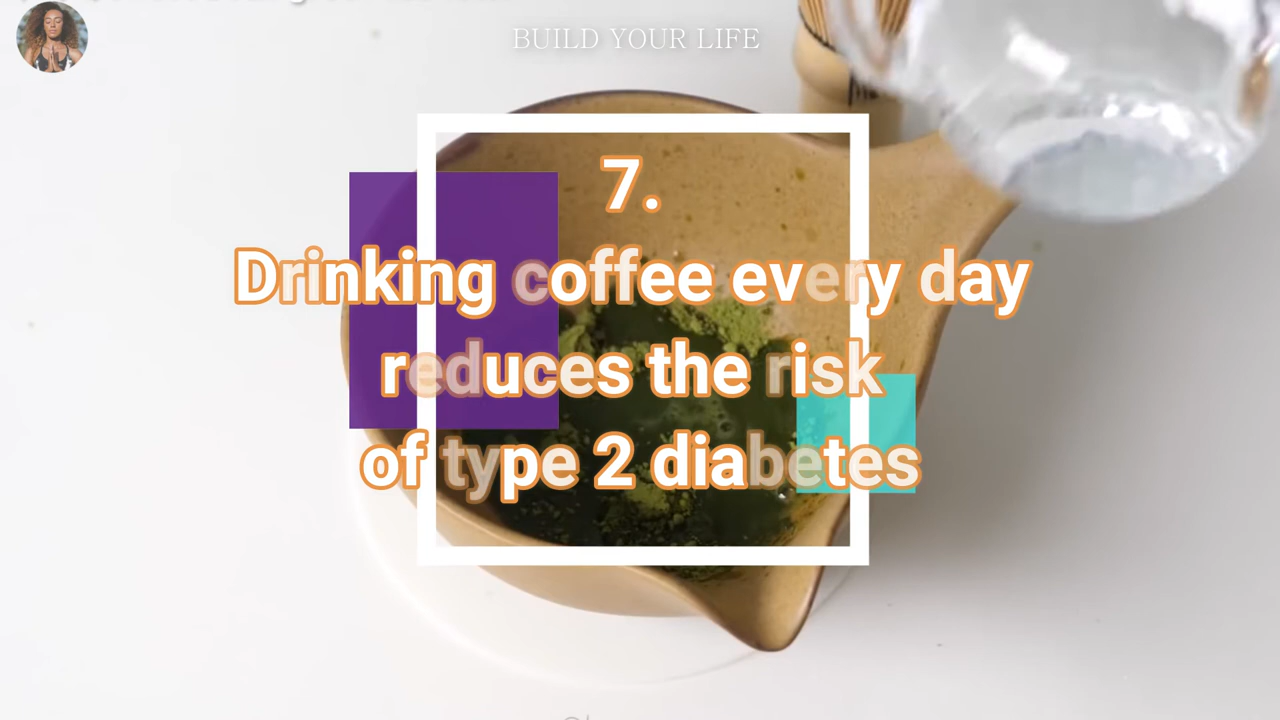 BUILD YOUR LIFE
7.
Drinking coffee every day
reduces the risk
of type 2 diabetes